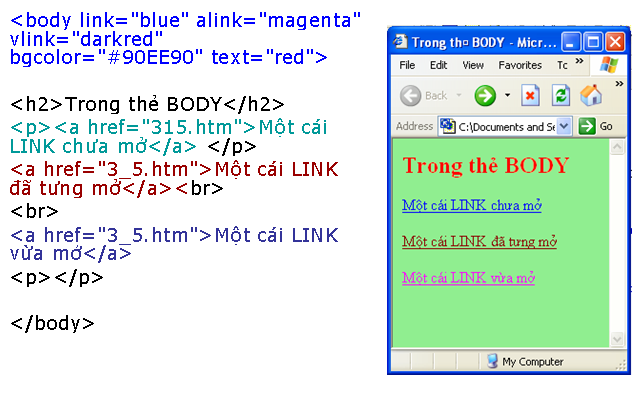 <body link="blue" alink="magenta"
vlink="darkred"
bgcolor="#90EE90" text="red">
<h2>Trong thẻ BODY</h2>
<p><a href="315.htm">Một cái
LINK chưa mở</a> </p>
<a href="3_5.htm">Một cái LINK
đã tưng mở</a><br>
<br>
<a href="3_5.htm">Một cái LINK
vừa mở</a>
<p></p>
</body>
Trong th¤ BODY - Micr...
File Edit View Favorites Tc »
Back »
Address C:\Documents and Se Go
Trong thẻ BODY
Một cái LINK chưa mở
Một cái LINK đã tưng mở
Một cái LINK vừa mở
My Computer